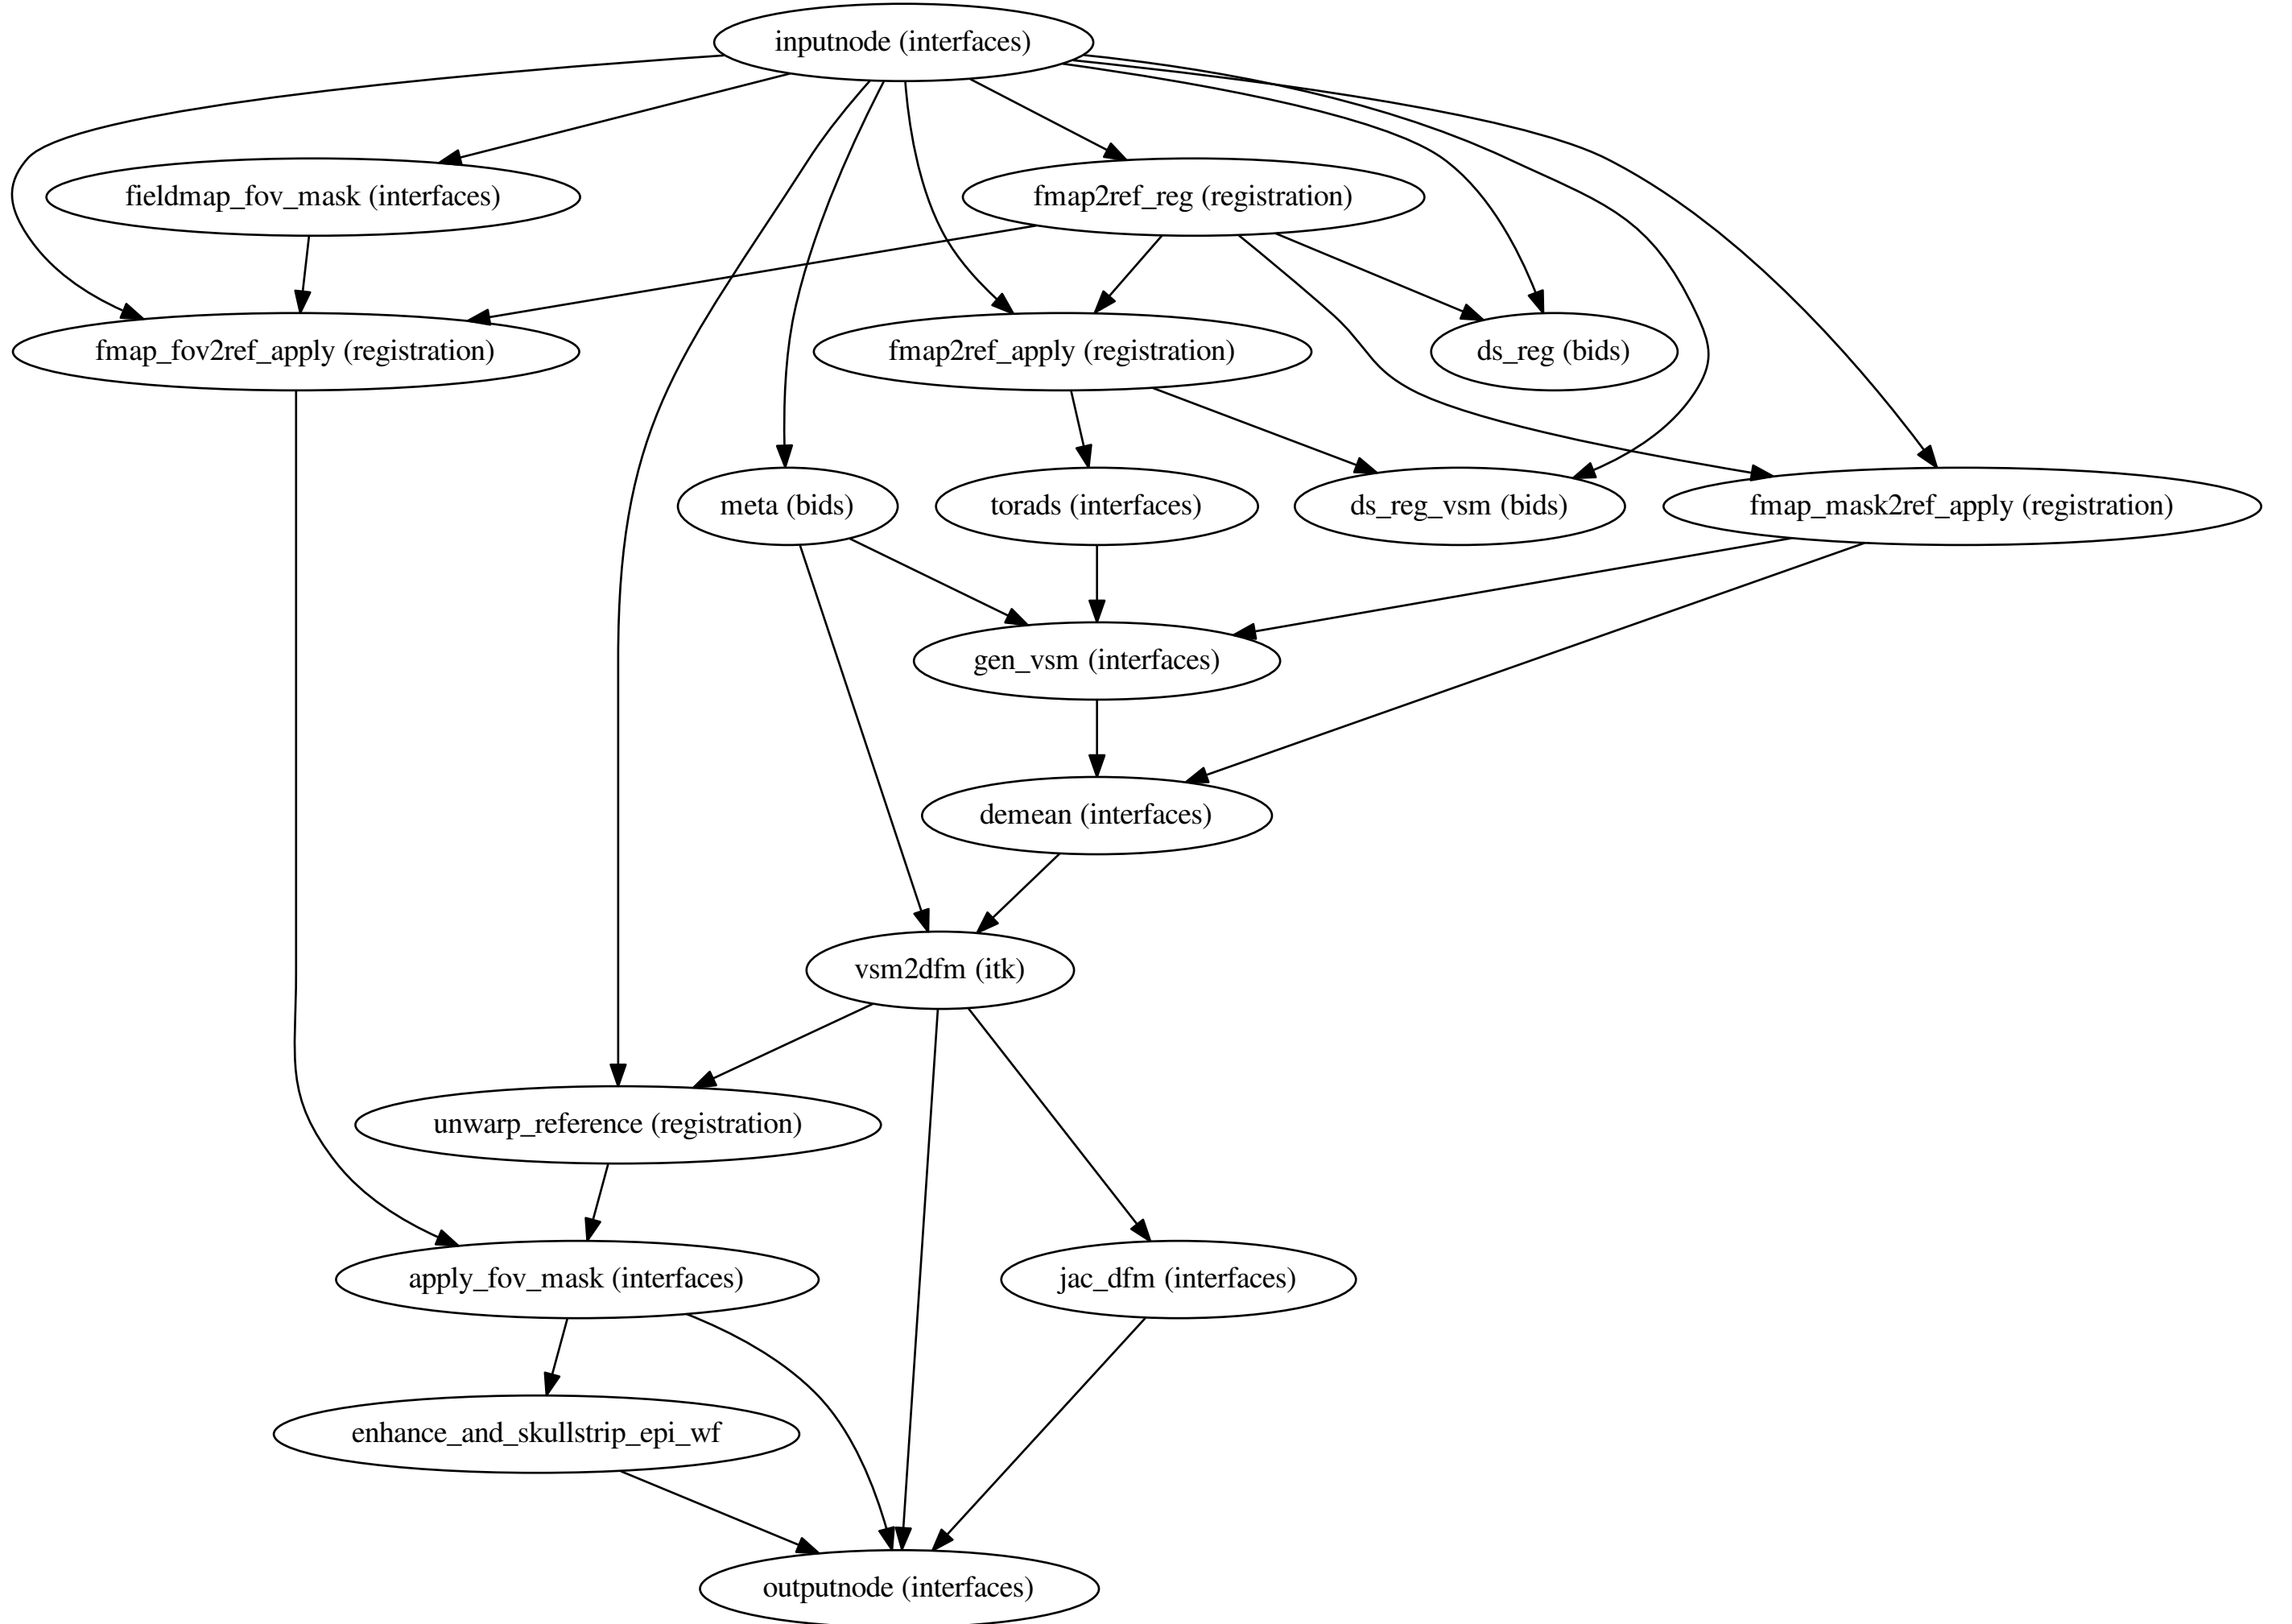 inputnode (interfaces)
fieldmap_fov_mask (interfaces)
fmap2ref_reg (registration)
fmap_fov2ref_apply (registration)
fmap2ref_apply (registration)
ds_reg (bids)
meta (bids)
torads (interfaces)
ds_reg_vsm (bids)
fmap_mask2ref_apply (registration)
gen_vsm (interfaces)
demean (interfaces)
vsm2dfm (itk)
unwarp_reference (registration)
apply_fov_mask (interfaces)
jac_dfm (interfaces)
enhance_and_skullstrip_epi_wf
outputnode (interfaces)